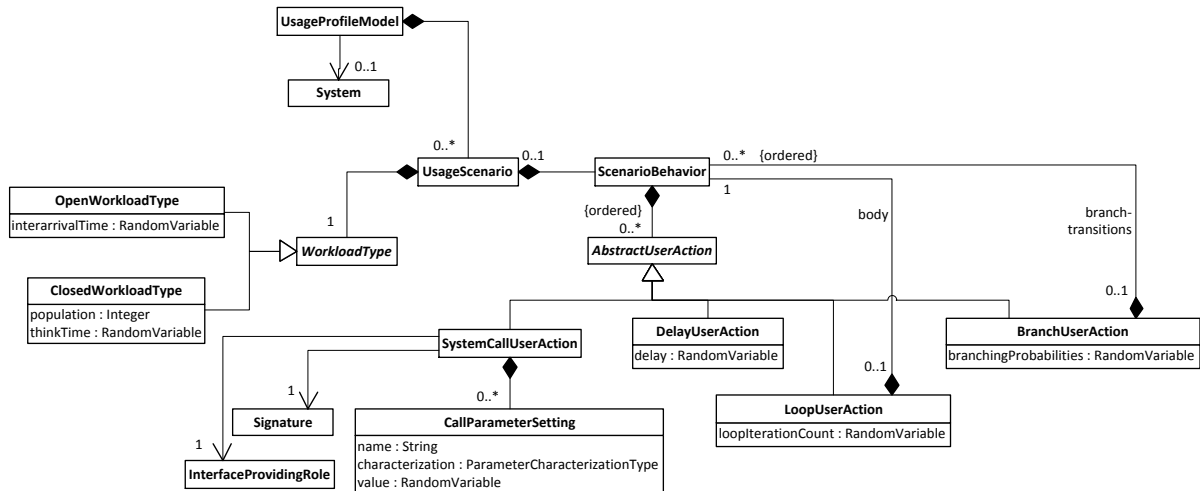 UsageProfileModel
0..1
System
0..*
UsageScenario
0..1
ScenarioBehavior
0..*
{ordered}
1
body
branch-
transitions
0..1
OpenWorkloadType
interarrivalTime : RandomVariable
1
WorkloadType
ClosedWorkloadType
population : Integer
thinkTime : RandomVariable
{ordered}
0..*
AbstractUserAction
SystemCallUserAction
DelayUserAction
delay : RandomVariable
BranchUserAction
branchingProbabilities : RandomVariable
0..1
LoopUserAction
loopIterationCount : RandomVariable
1
Signature
1
InterfaceProvidingRole
0..*
CallParameterSetting
name : String
characterization : ParameterCharacterizationType
value : RandomVariable